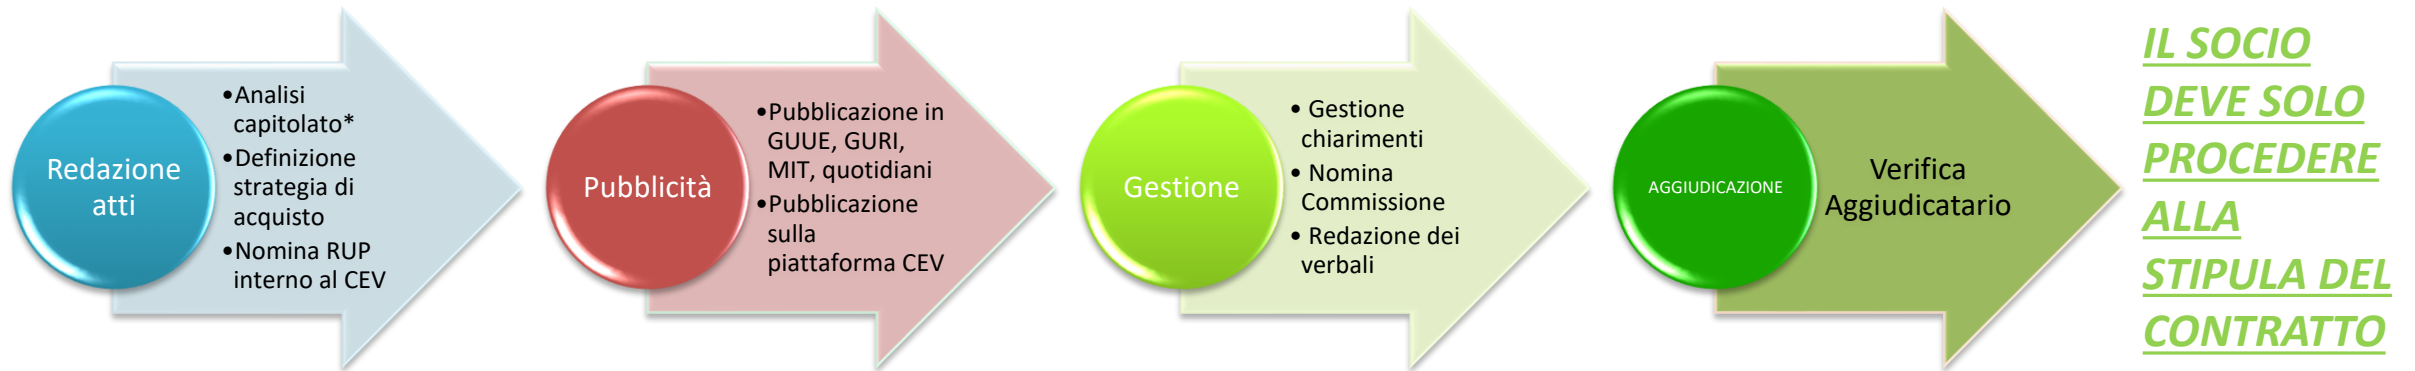 Redazione
atti
•Analisi
capitolato*
•Definizione
strategia di
acquisto
•Nomina RUP
interno al CEV
Pubblicità
•Pubblicazione in
GUUE, GURI,
MIT, quotidiani
•Pubblicazione
sulla
piattaforma CEV
Gestione
• Gestione
chiarimenti
• Nomina
Commissione
• Redazione dei
verbali
AGGIUDICAZIONE
Verifica
Aggiudicatario
IL SOCIO
DEVE SOLO
PROCEDERE
ALLA
STIPULA DEL
CONTRATTO